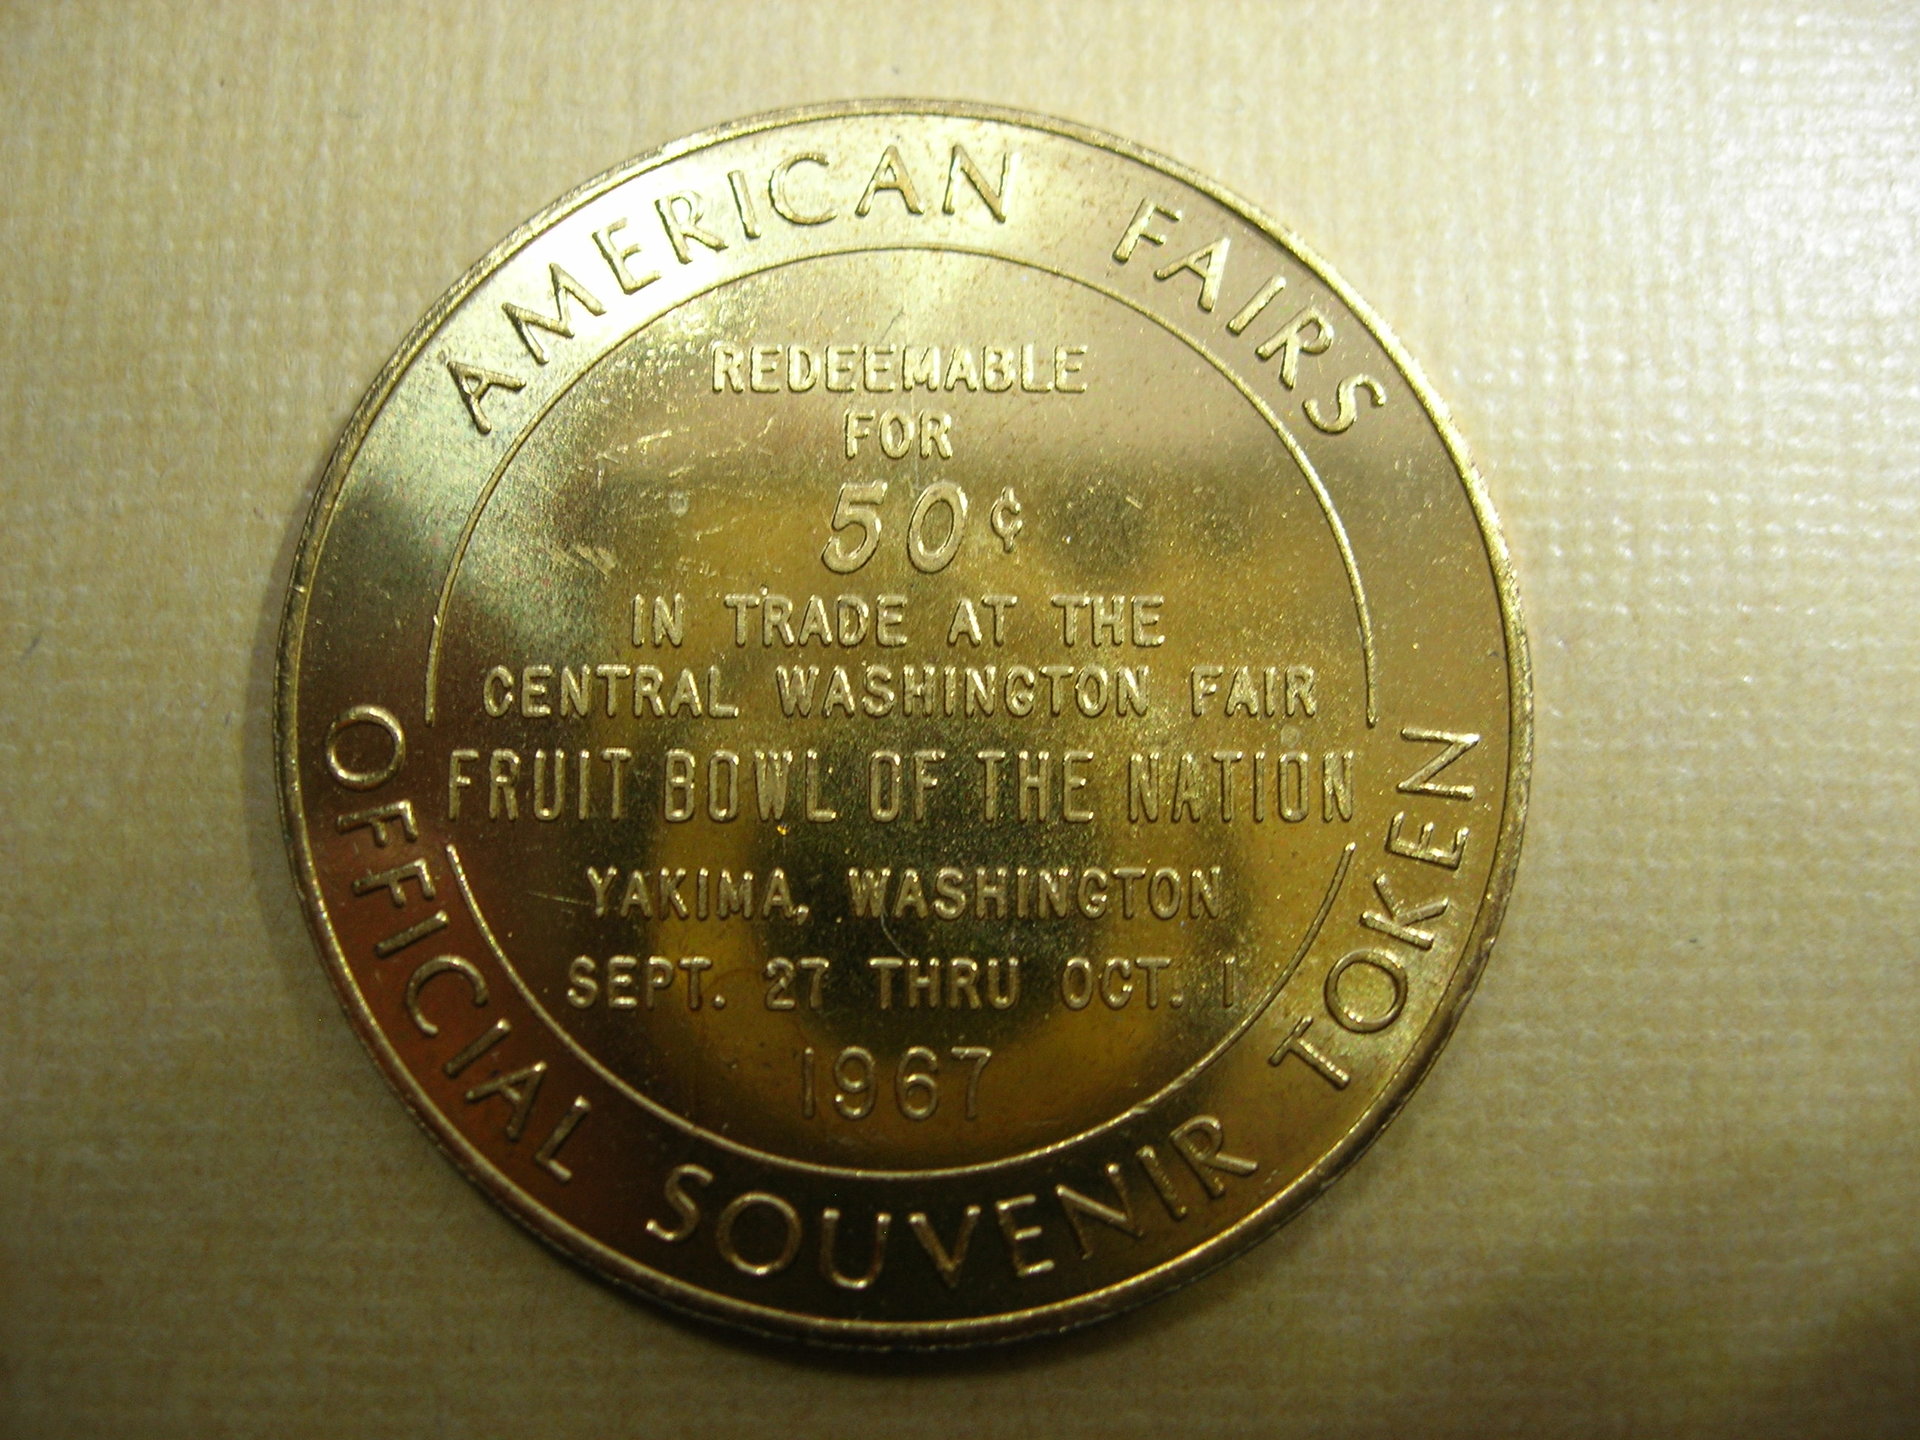 AMERICAN FAIRS
REDEEMABLE
FOR
50¢
IN TRADE AT THE
CENTRAL WASHINGTON FAIR
FRUIT BOWL OF THE NATION
YAKIMA, WASHINGTON
SEPT. 27 THRU OCT. 1
1967
OFFICIAL SOUVENIR TOKEN